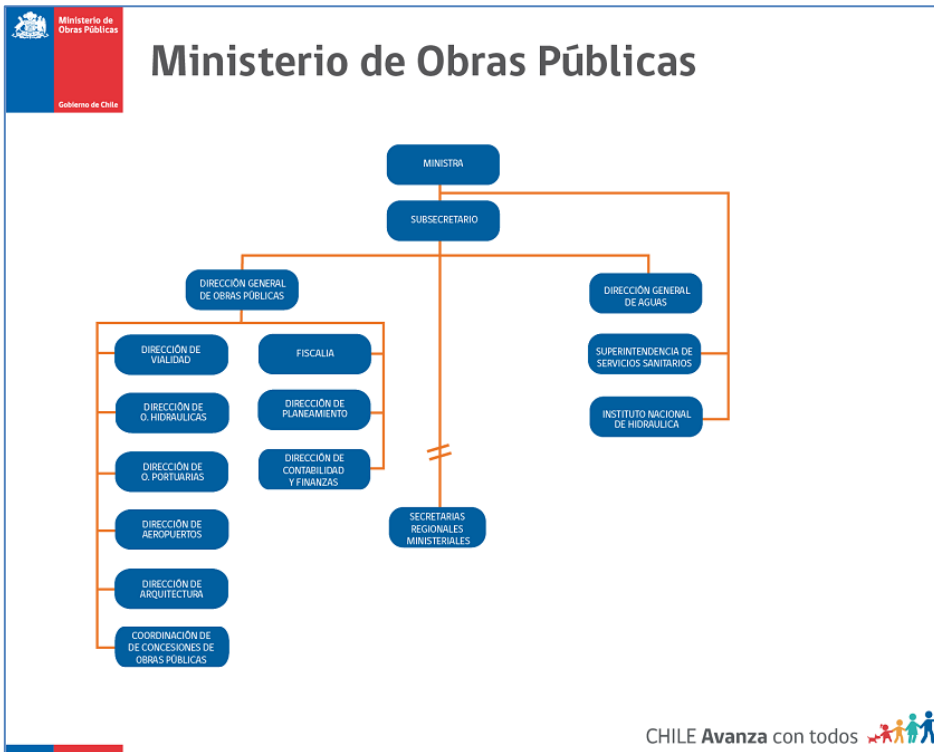 Ministerio de
Obras Públicas
Gobierno de Chile
Ministerio de Obras Públicas
MINISTRA
SUBSECRETARIO
DIRECCIÓN GENERAL
DE OBRAS PÚBLICAS
DIRECCIÓN GENERAL
DE AGUAS
DIRECCIÓN DE
VIALIDAD
FISCALIA
SUPERINTENDENCIA DE
SERVICIOS SANITARIOS
DIRECCIÓN DE
O. HIDRAULICAS
DIRECCIÓN DE
PLANEAMIENTO
INSTITUTO NACIONAL
DE HIDRAULICA
DIRECCIÓN DE
O. PORTUARIAS
DIRECCIÓN DE
CONTABILIDAD
Y FINANZAS
DIRECCIÓN DE
AEROPUERTOS
SECRETARIAS
REGIONALES
MINISTERIALES
DIRECCIÓN DE
ARQUITECTURA
COORDINACIÓN DE
DE CONCESIONES DE
OBRAS PÚBLICAS
CHILE Avanza con todos